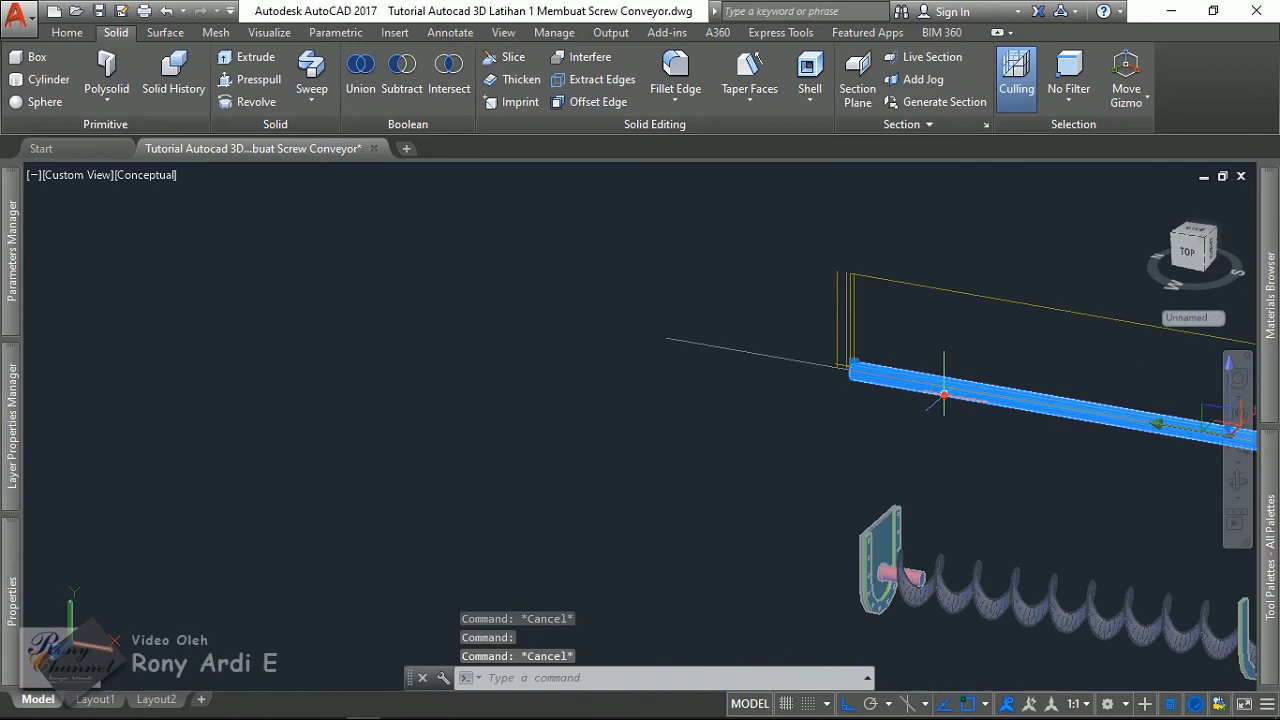 Autodesk AutoCAD 2017 Tutorial Autocad 3D Latihan 1 Membuat Screw Conveyor.dwg Type a keyword or phrase Sign In
Home Solid Surface Mesh Visualize Parametric Insert Annotate View Manage Output Add-ins A360 Express Tools Featured Apps BIM 360
Box
Cylinder
Sphere
Polysolid
Solid History
Extrude
Presspull
Revolve
Sweep
Union
Subtract
Intersect
Slice
Thicken
Imprint
Interfere
Extract Edges
Offset Edge
Fillet Edge
Taper Faces
Shell
Section
Plane
Live Section
Add Jog
Generate Section
Culling
No Filter
Move
Gizmo
Primitive Solid Boolean Solid Editing Section Selection
Start Tutorial Autocad 3D...buat Screw Conveyor*
[−][Custom View][Conceptual]
Parameters Manager
Layer Properties Manager
Properties
TOP
W
S
Unnamed
Materials Browser
Tool Palettes - All Palettes
Y
X
Command: *Cancel*
Command:
Command: *Cancel*
Type a command
Rony
Channel
Video Oleh
Rony Ardi E
Model Layout1 Layout2 +
MODEL
1:1